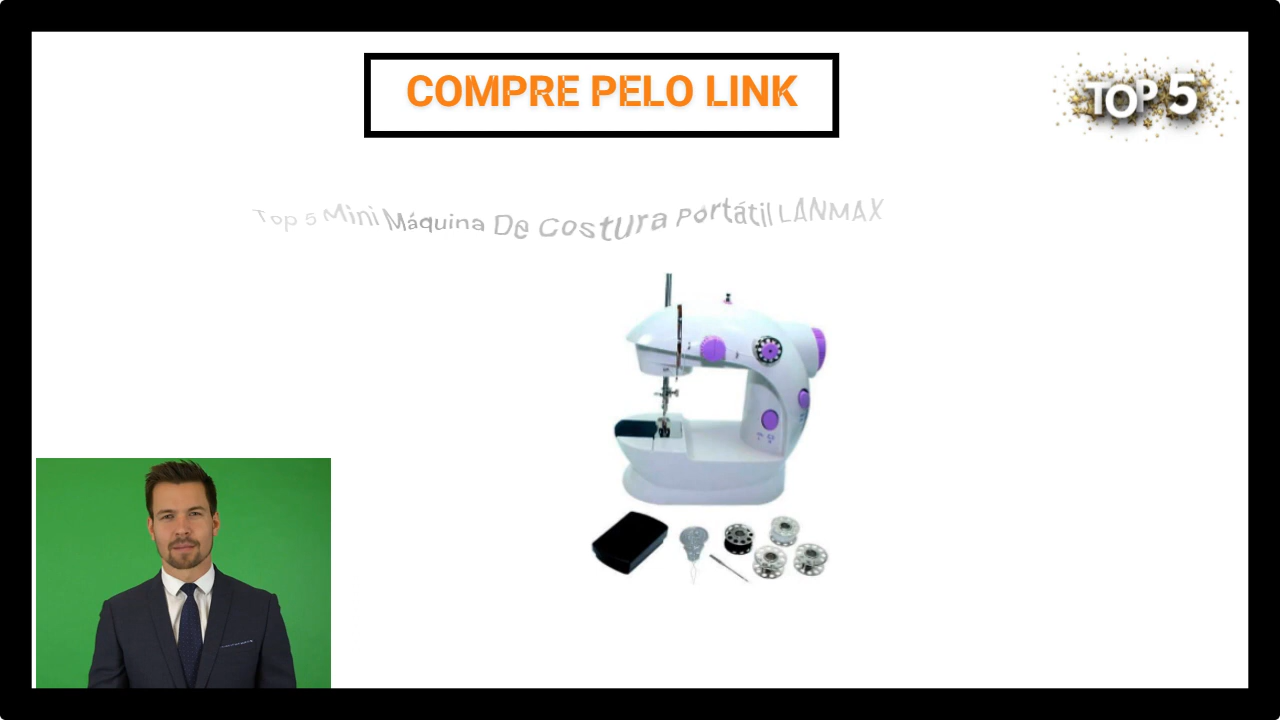 COMPRE PELO LINK
TOP 5
Top 5 Mini Máquina De Costura Portátil LANMAX